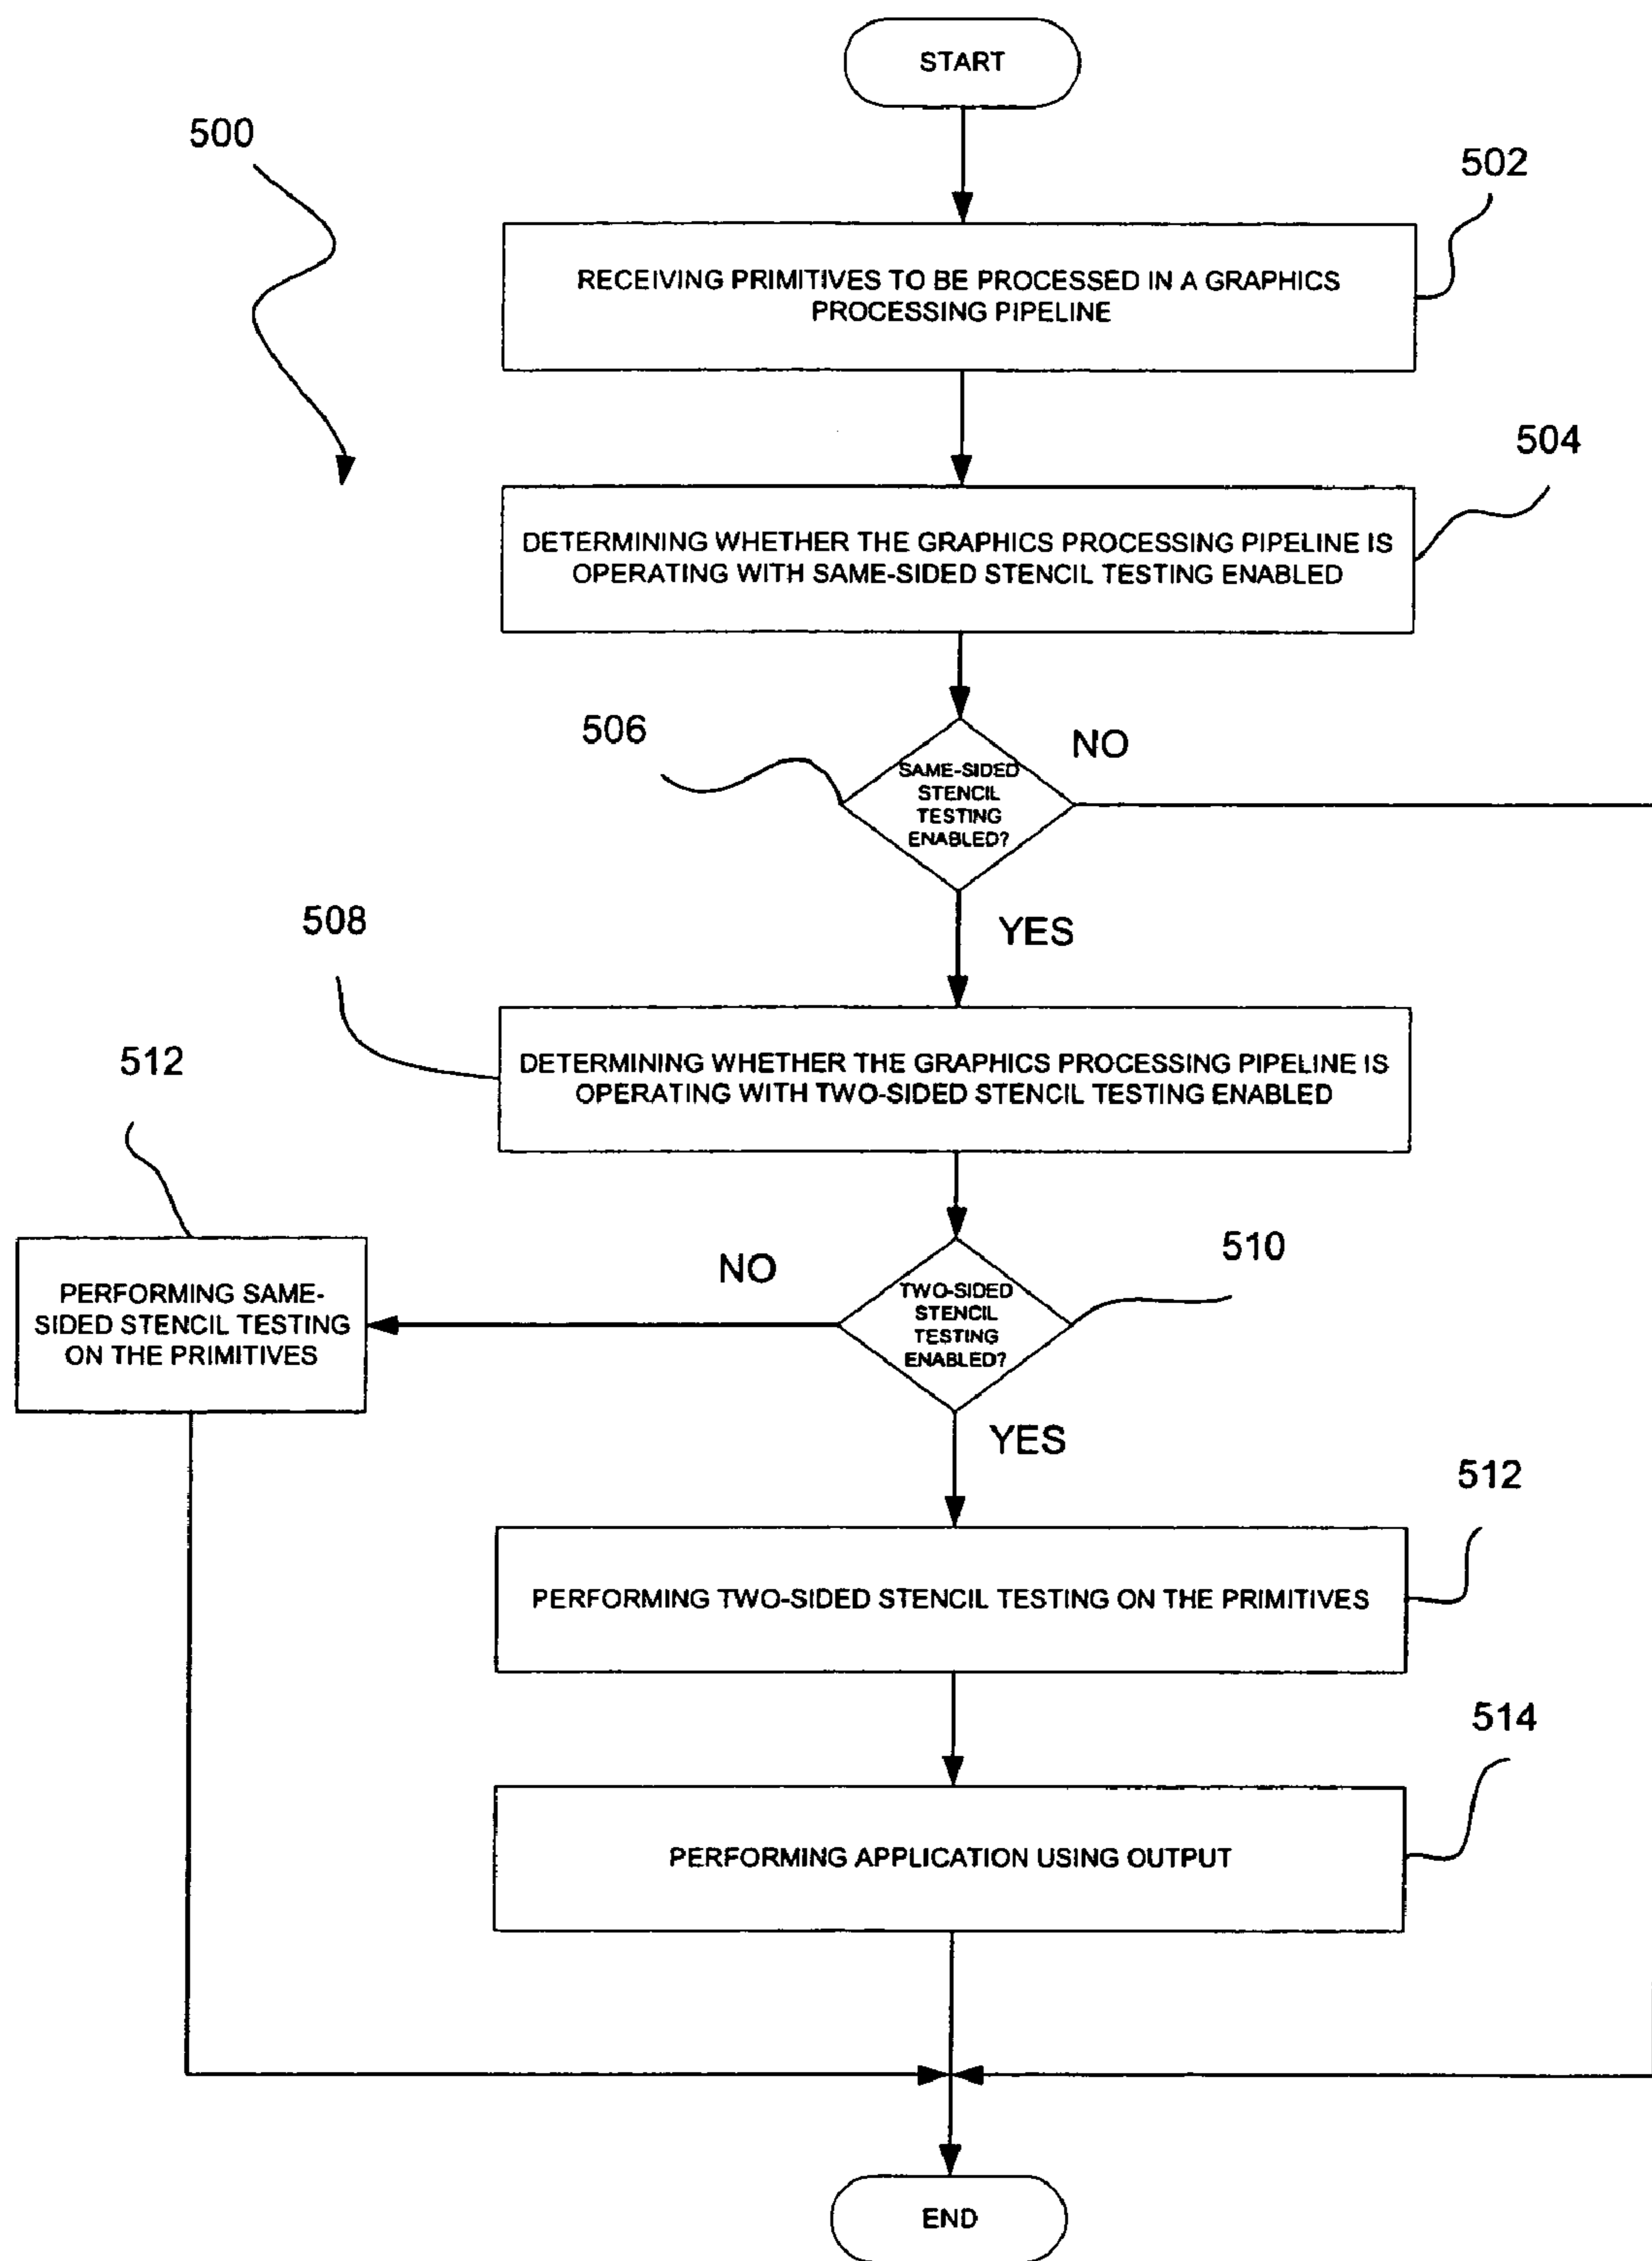 START
500
502
RECEIVING PRIMITIVES TO BE PROCESSED IN A GRAPHICS
PROCESSING PIPELINE
504
DETERMINING WHETHER THE GRAPHICS PROCESSING PIPELINE IS
OPERATING WITH SAME-SIDED STENCIL TESTING ENABLED
506
NO
SAME-SIDED
STENCIL
TESTING
ENABLED?
YES
508
DETERMINING WHETHER THE GRAPHICS PROCESSING PIPELINE IS
OPERATING WITH TWO-SIDED STENCIL TESTING ENABLED
512
PERFORMING SAME-
SIDED STENCIL TESTING
ON THE PRIMITIVES
NO
510
TWO-SIDED
STENCIL
TESTING
ENABLED?
YES
512
PERFORMING TWO-SIDED STENCIL TESTING ON THE PRIMITIVES
514
PERFORMING APPLICATION USING OUTPUT
END